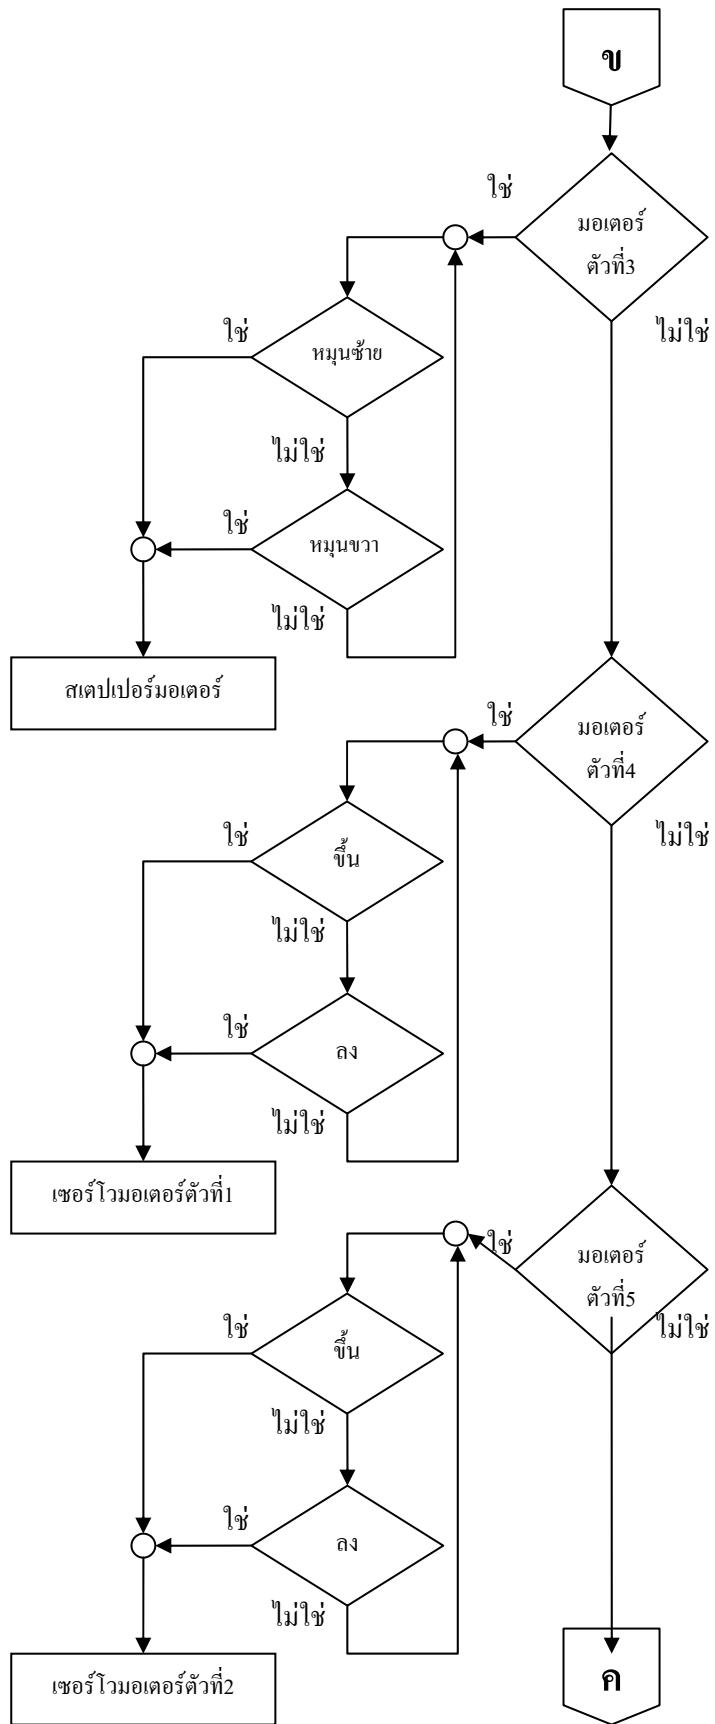 ข
ใช่
มอเตอร์
ตัวที่3
ใช่
ไม่ใช่
หมุนซ้าย
ไม่ใช่
ใช่
หมุนขวา
ไม่ใช่
สเตปเปอร์มอเตอร์
ใช่
มอเตอร์
ตัวที่4
ใช่
ไม่ใช่
ขึ้น
ไม่ใช่
ใช่
ลง
ไม่ใช่
เซอร์โวมอเตอร์ตัวที่1
ใช่
มอเตอร์
ตัวที่5
ใช่
ไม่ใช่
ขึ้น
ไม่ใช่
ใช่
ลง
ไม่ใช่
เซอร์โวมอเตอร์ตัวที่2
ค